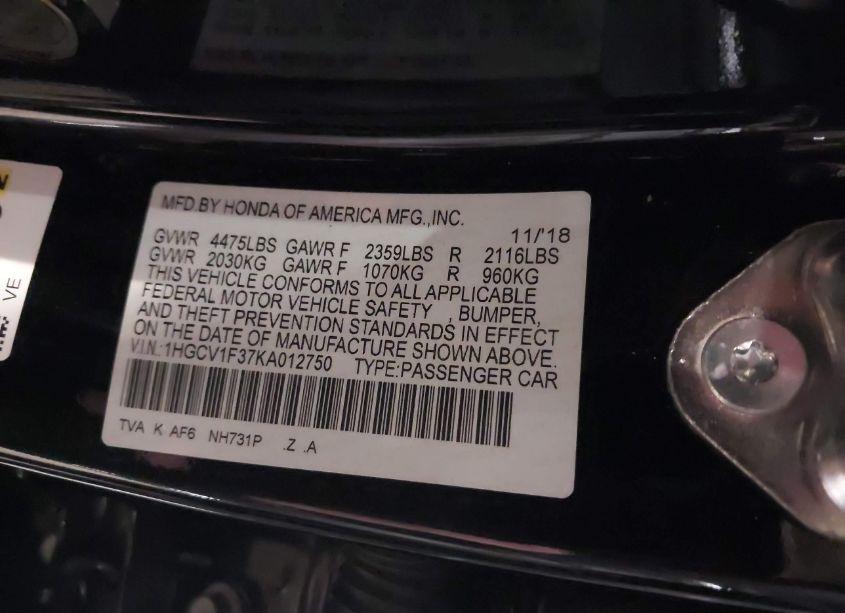 MFD.BY HONDA OF AMERICA MFG.,INC.
11/'18
GVWR 4475LBS GAWR F 2359LBS R 2116LBS
GVWR 2030KG GAWR F 1070KG R 960KG
THIS VEHICLE CONFORMS TO ALL APPLICABLE
FEDERAL MOTOR VEHICLE SAFETY , BUMPER,
AND THEFT PREVENTION STANDARDS IN EFFECT
ON THE DATE OF MANUFACTURE SHOWN ABOVE.
V.I.N.:1HGCV1F37KA012750 TYPE:PASSENGER CAR
TVA K AF6 NH731P .Z .A
VE